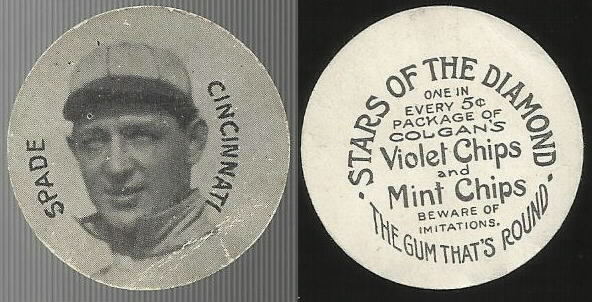 SPADE
CINCINNATI
STARS OF THE DIAMOND
ONE IN
EVERY 5¢
PACKAGE OF
COLGAN'S
Violet Chips
and
Mint Chips
BEWARE OF
IMITATIONS.
THE GUM THAT'S ROUND